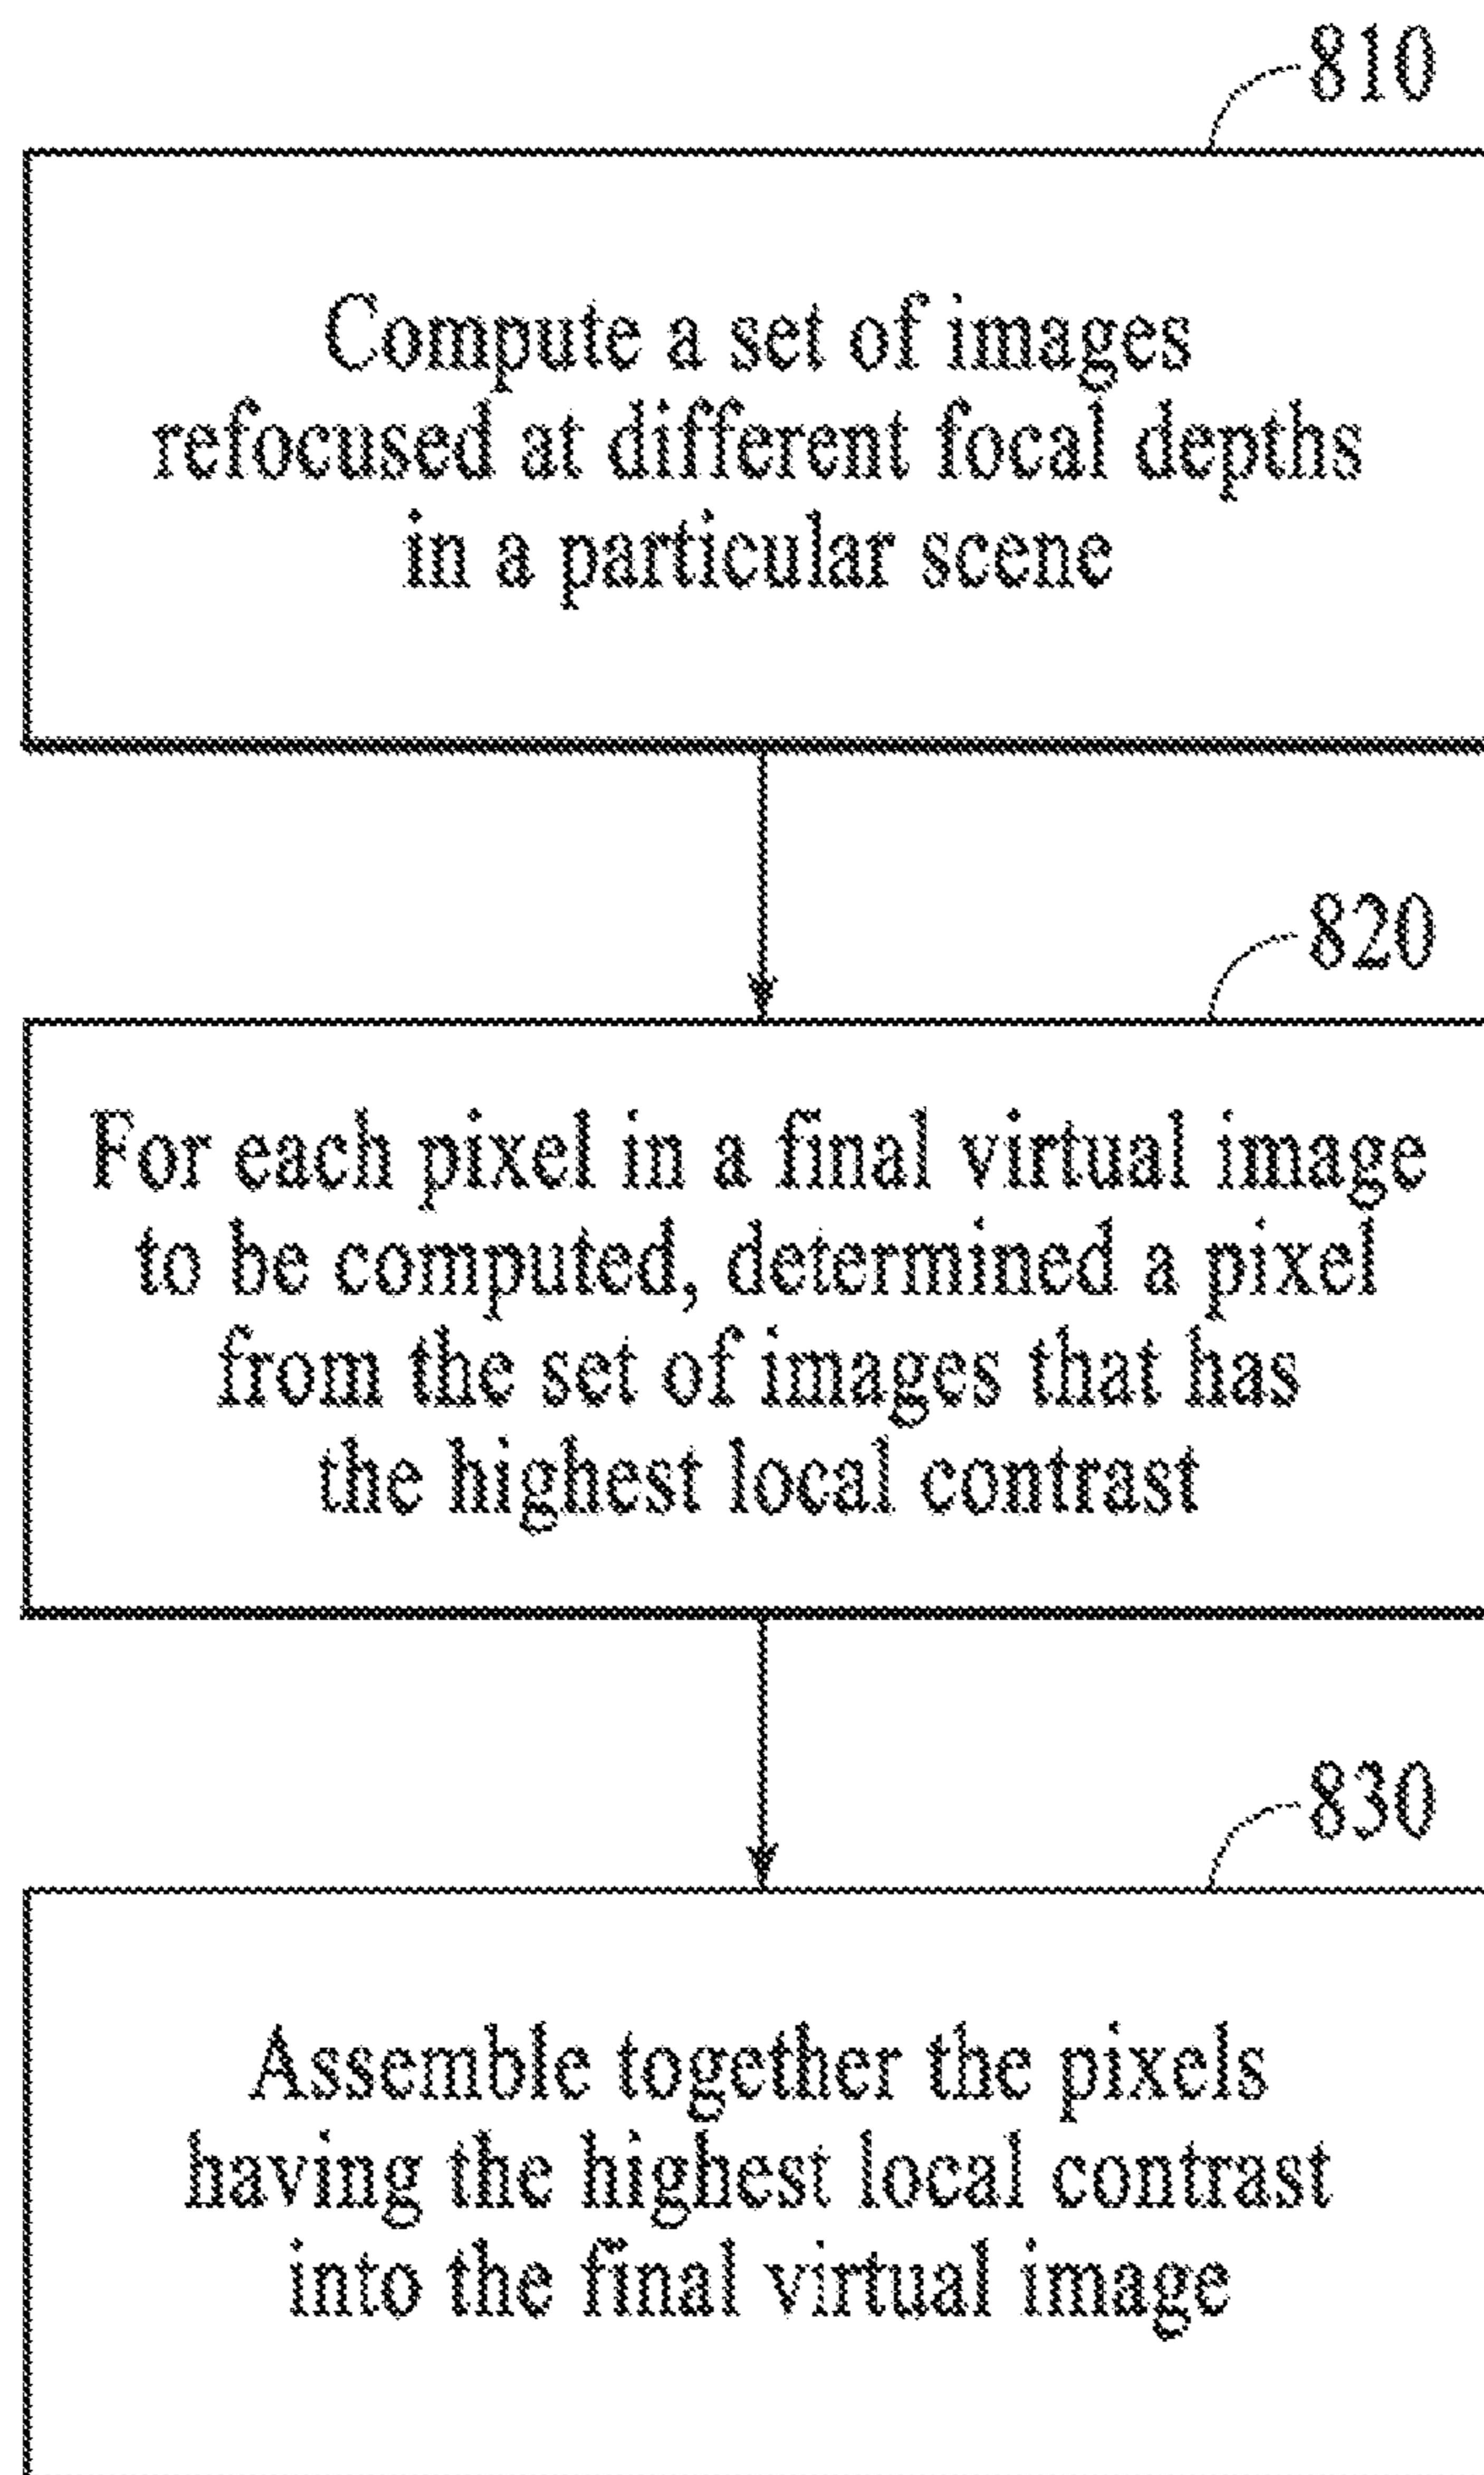 810
Compute a set of images
refocused at different focal depths
in a particular scene
820
For each pixel in a final virtual image
to be computed, determined a pixel
from the set of images that has
the highest local contrast
830
Assemble together the pixels
having the highest local contrast
into the final virtual image